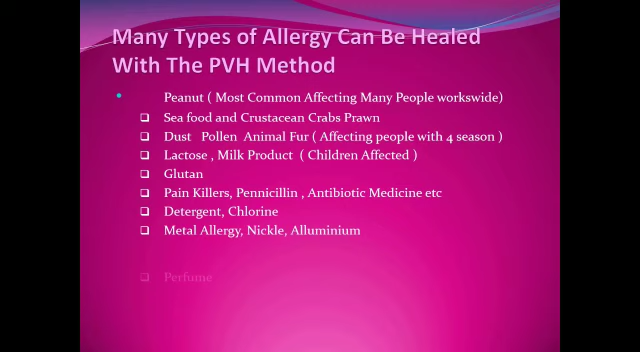 Many Types of Allergy Can Be Healed
With The PVH Method
Peanut ( Most Common Affecting Many People workswide)
Sea food and Crustacean Crabs Prawn
Dust Pollen Animal Fur ( Affecting people with 4 season )
Lactose , Milk Product ( Children Affected )
Glutan
Pain Killers, Pennicillin , Antibiotic Medicine etc
Detergent, Chlorine
Metal Allergy, Nickle, Alluminium
Perfume